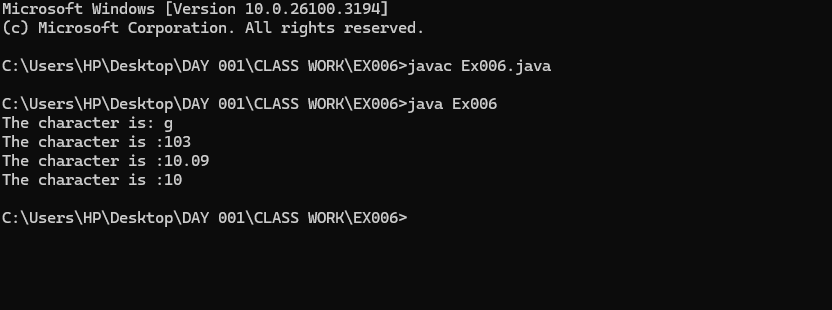 Microsoft Windows [Version 10.0.26100.3194]
(c) Microsoft Corporation. All rights reserved.
C:\Users\HP\Desktop\DAY 001\CLASS WORK\EX006>javac Ex006.java
C:\Users\HP\Desktop\DAY 001\CLASS WORK\EX006>java Ex006
The character is: g
The character is :103
The character is :10.09
The character is :10
C:\Users\HP\Desktop\DAY 001\CLASS WORK\EX006>